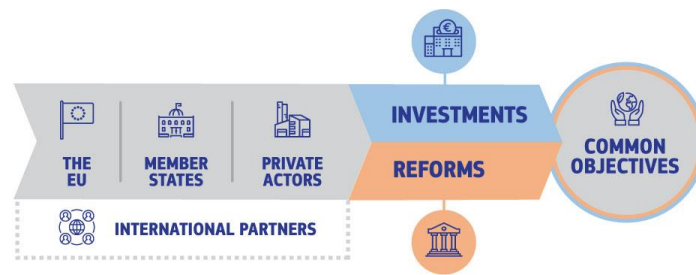 THE
EU
MEMBER
STATES
PRIVATE
ACTORS
INTERNATIONAL PARTNERS
INVESTMENTS
REFORMS
COMMON
OBJECTIVES